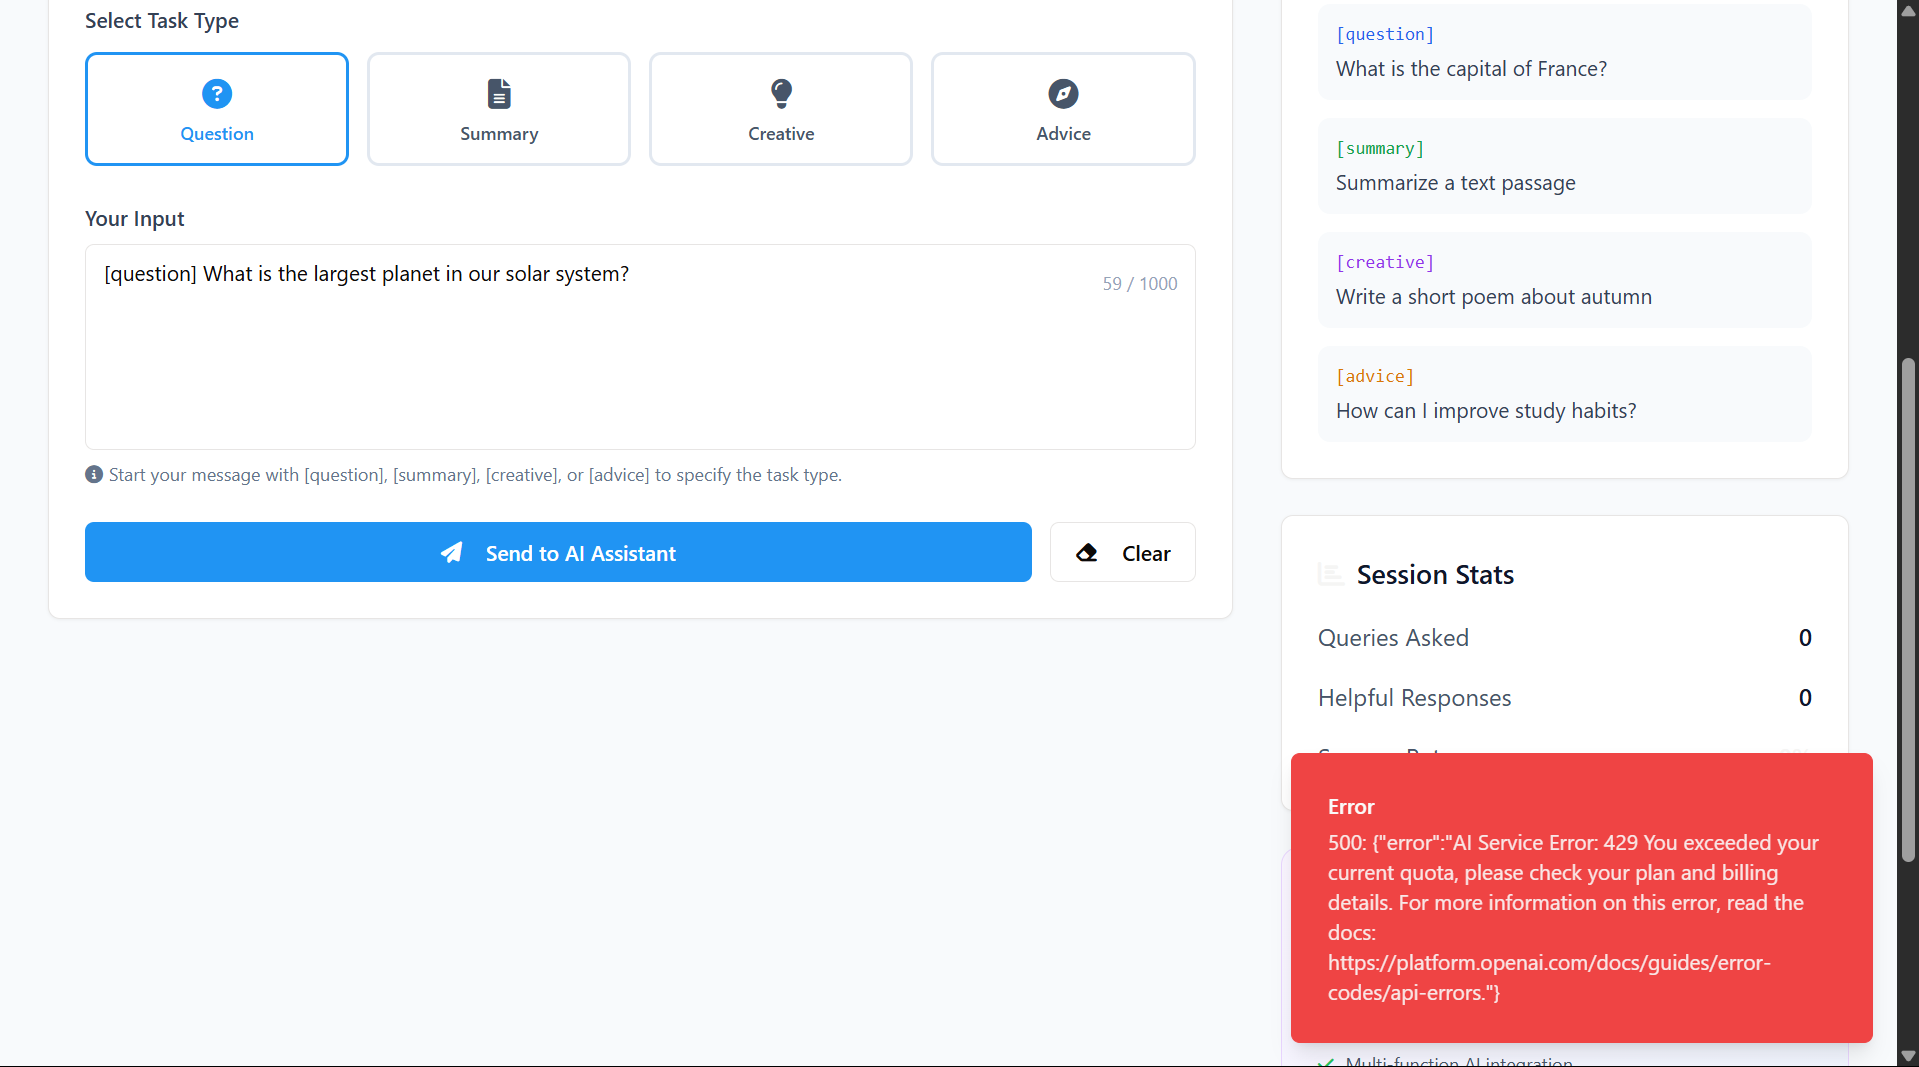 Select Task Type
Question
Summary
Creative
Advice
Your Input
[question] What is the largest planet in our solar system?
59 / 1000
Start your message with [question], [summary], [creative], or [advice] to specify the task type.
Send to AI Assistant
Clear
[question]
What is the capital of France?
[summary]
Summarize a text passage
[creative]
Write a short poem about autumn
[advice]
How can I improve study habits?
Session Stats
Queries Asked
0
Helpful Responses
0
Error
500: {"error":"AI Service Error: 429 You exceeded your
current quota, please check your plan and billing
details. For more information on this error, read the
docs:
https://platform.openai.com/docs/guides/error-
codes/api-errors."}
Multi-function AI integration